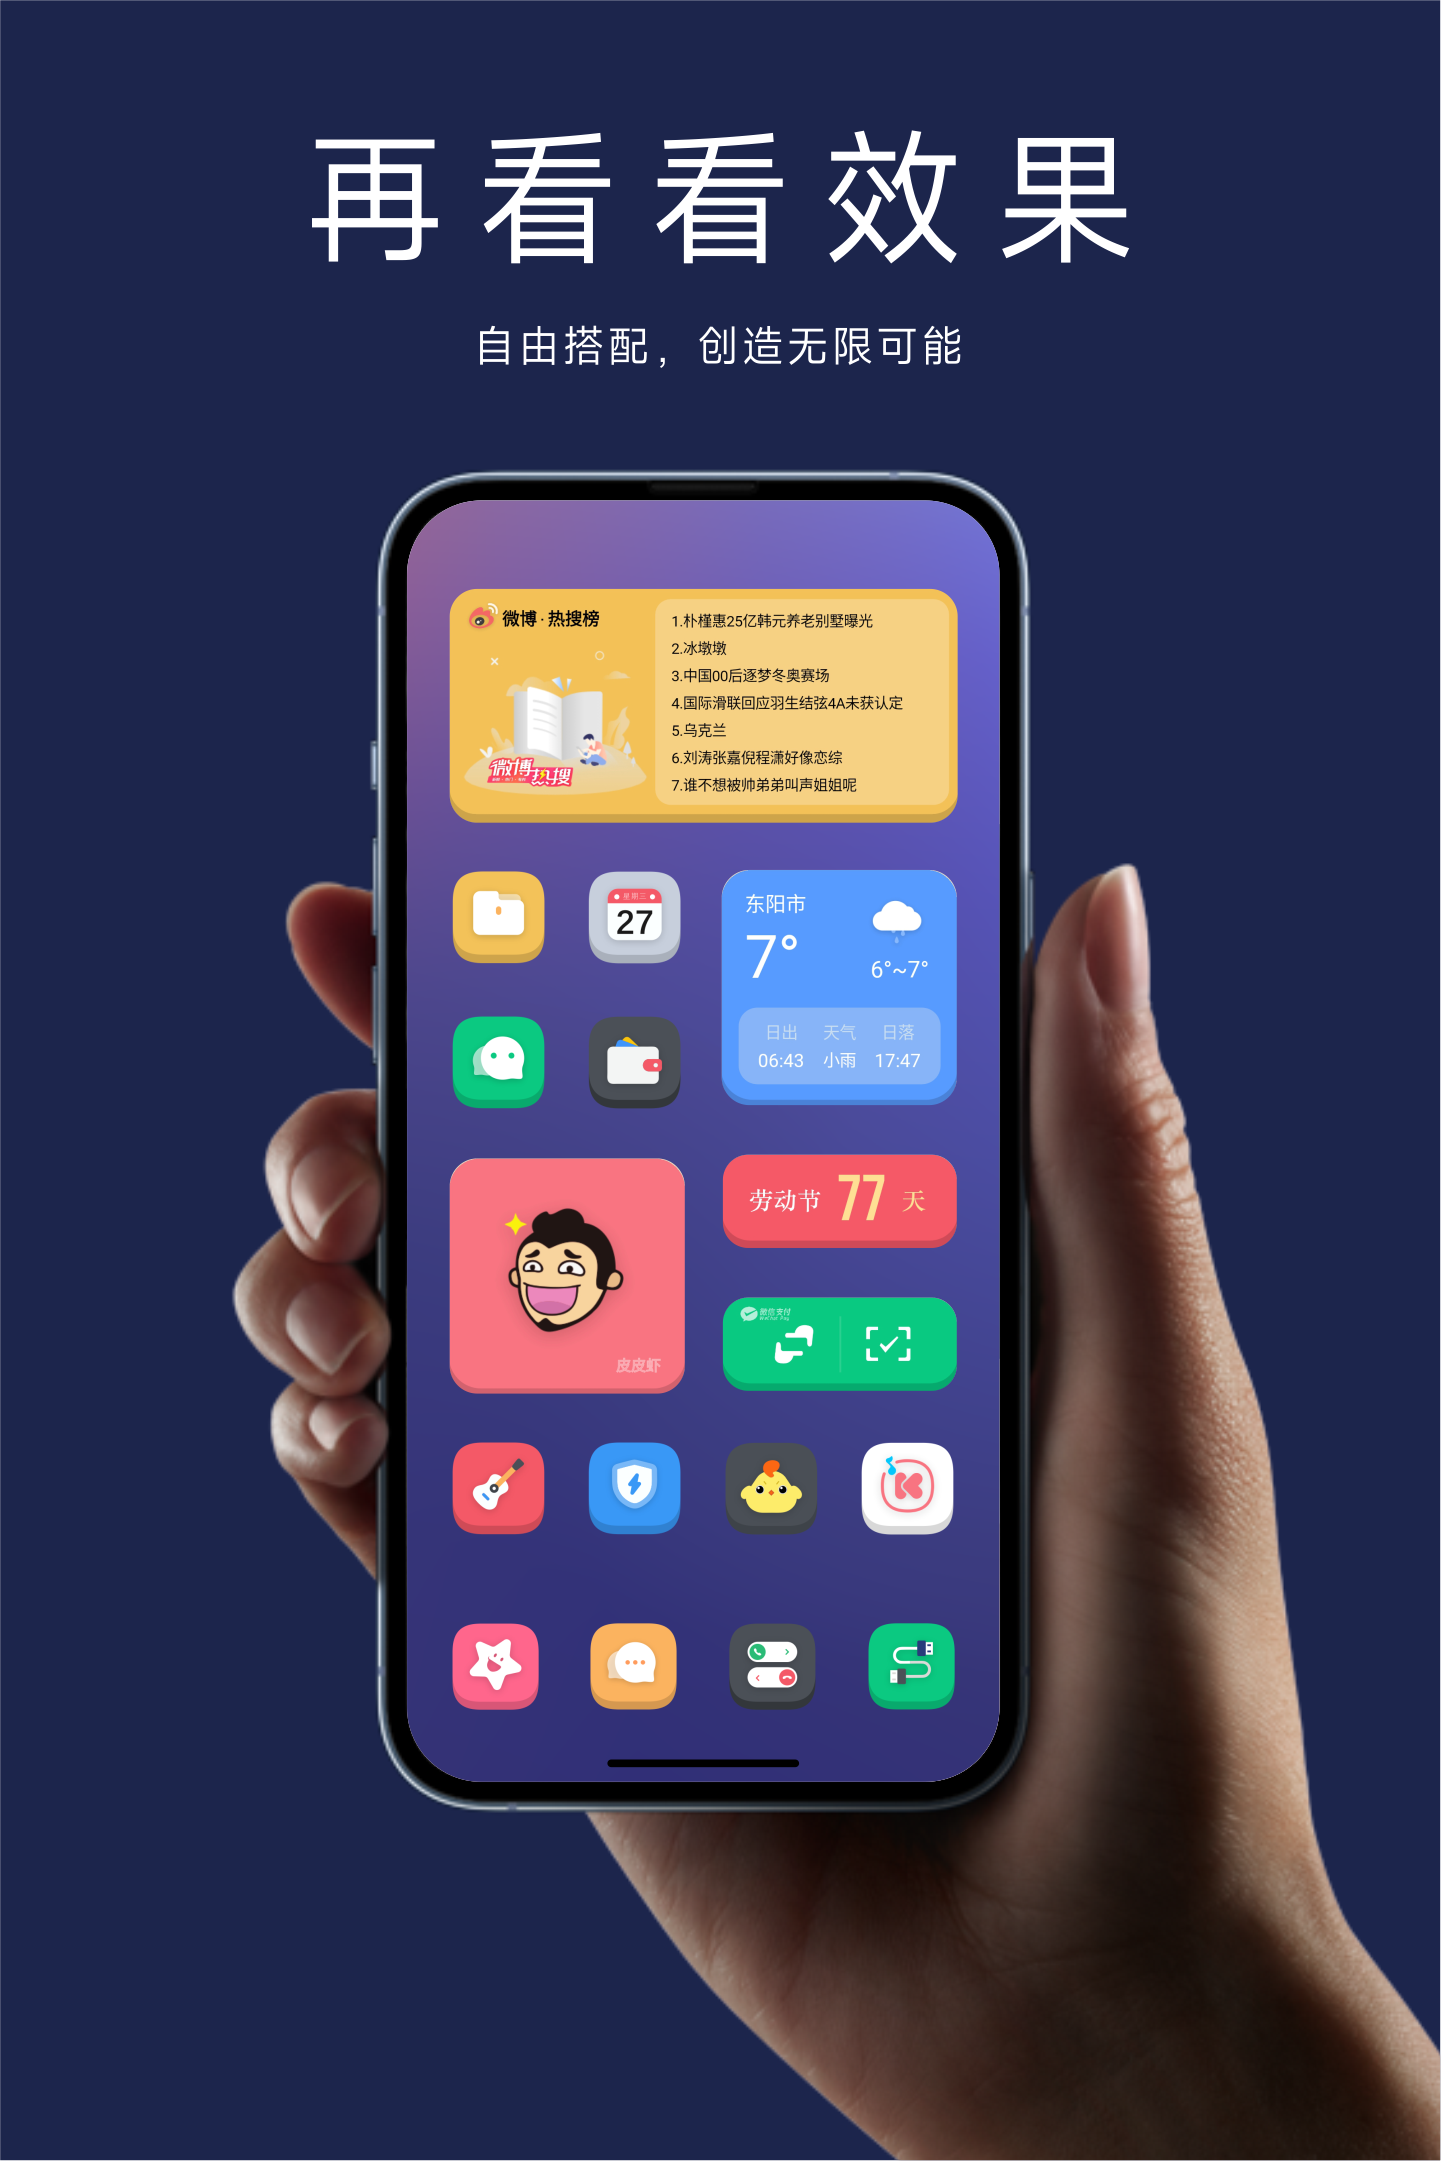 再看看效果
自由搭配，创造无限可能
微博·热搜榜
微博热搜
1.朴槿惠25亿韩元养老别墅曝光
2.冰墩墩
3.中国00后逐梦冬奥赛场
4.国际滑联回应羽生结弦4A未获认定
5.乌克兰
6.刘涛张嘉倪程潇好像恋综
7.谁不想被帅弟弟叫声姐姐呢
星期三
27
东阳市
7°
6°~7°
日出 天气 日落
06:43 小雨 17:47
劳动节 77 天
皮皮虾
微信支付
WeChat Pay